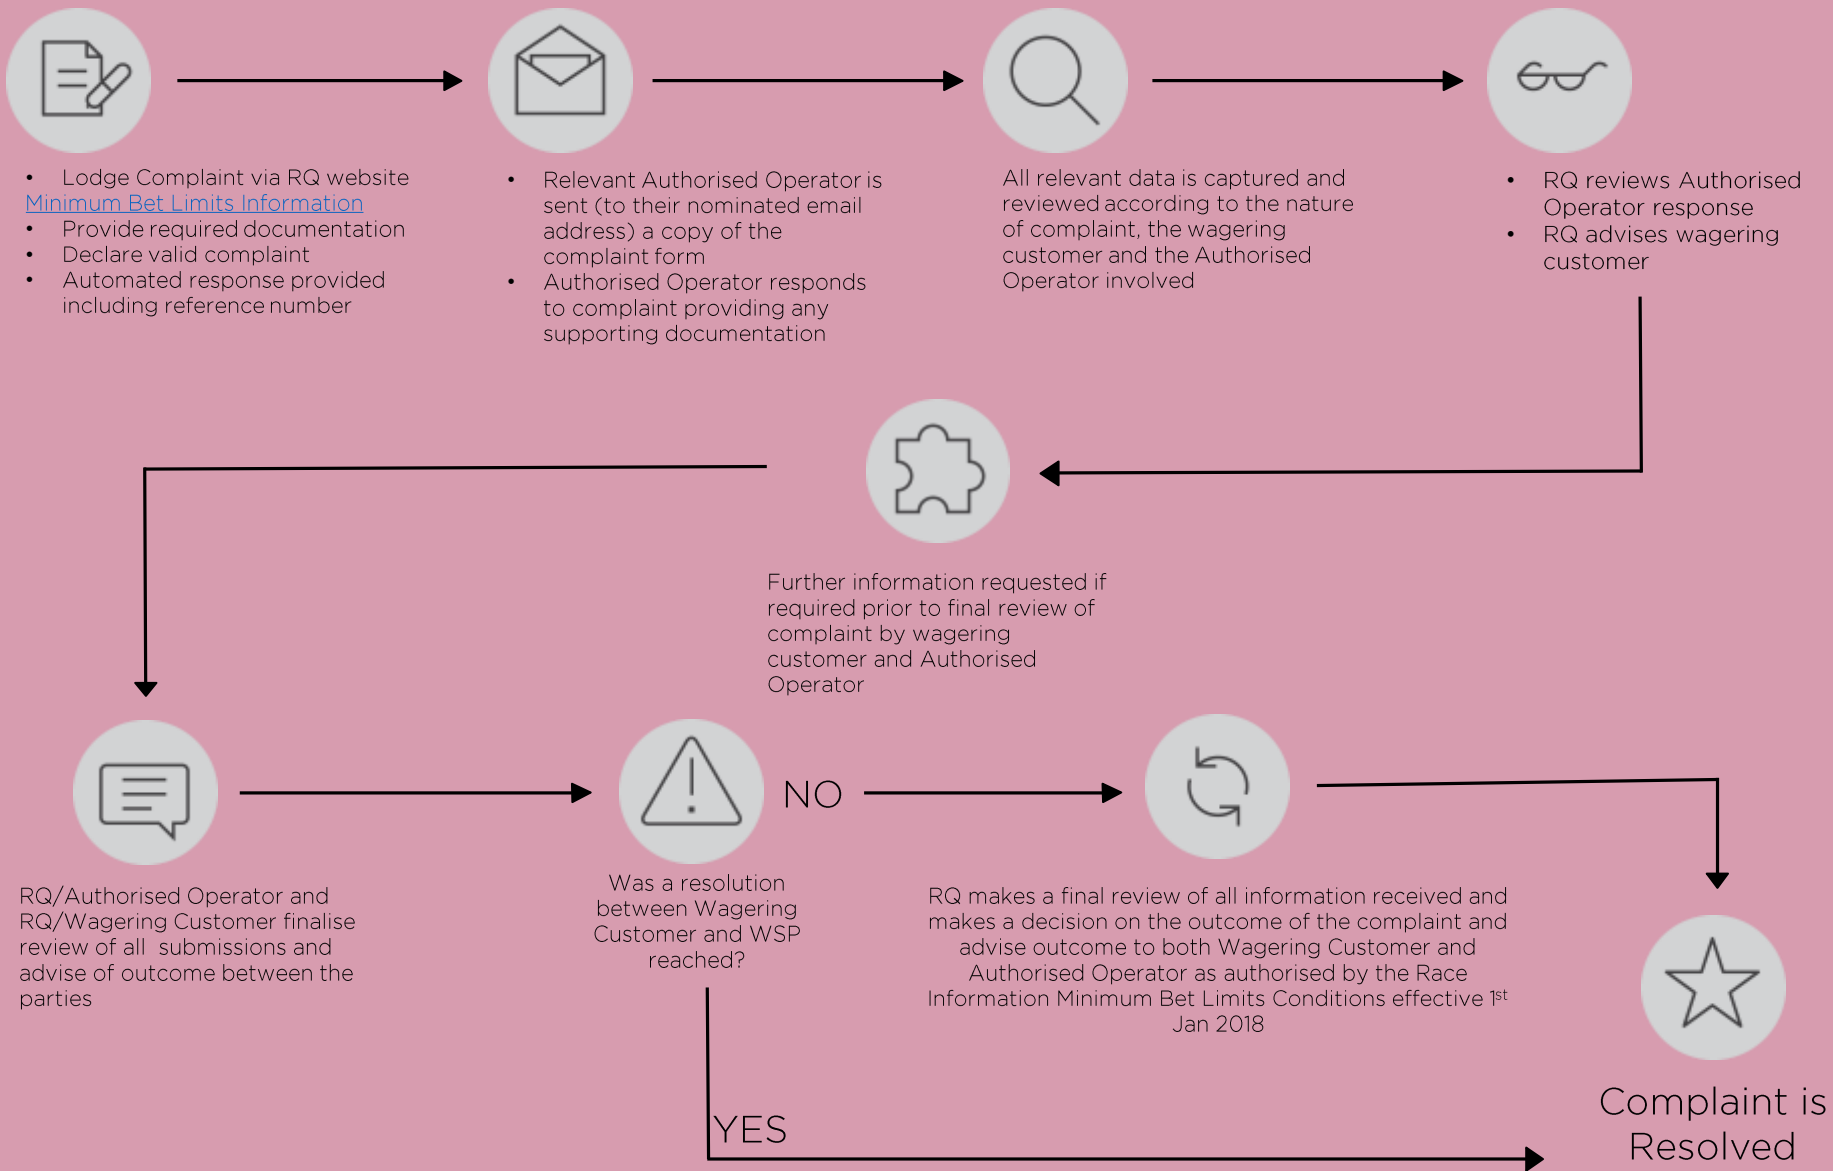 • Lodge Complaint via RQ website
Minimum Bet Limits Information
• Provide required documentation
• Declare valid complaint
• Automated response provided
including reference number
• Relevant Authorised Operator is
sent (to their nominated email
address) a copy of the
complaint form
• Authorised Operator responds
to complaint providing any
supporting documentation
All relevant data is captured and
reviewed according to the nature
of complaint, the wagering
customer and the Authorised
Operator involved
• RQ reviews Authorised
Operator response
• RQ advises wagering
customer
Further information requested if
required prior to final review of
complaint by wagering
customer and Authorised
Operator
RQ/Authorised Operator and
RQ/Wagering Customer finalise
review of all submissions and
advise of outcome between the
parties
Was a resolution
between Wagering
Customer and WSP
reached?
NO
YES
RQ makes a final review of all information received and
makes a decision on the outcome of the complaint and
advise outcome to both Wagering Customer and
Authorised Operator as authorised by the Race
Information Minimum Bet Limits Conditions effective 1st
Jan 2018
Complaint is
Resolved